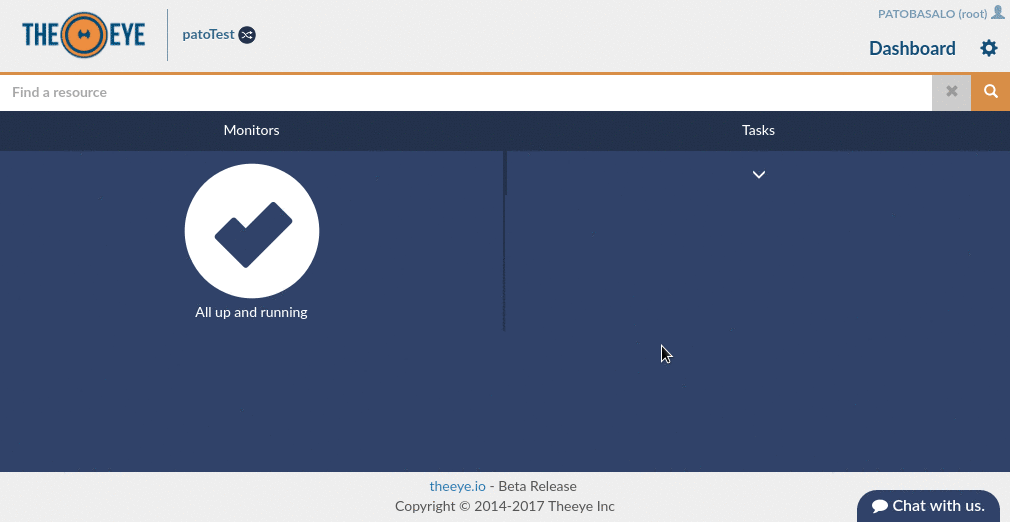 THE EYE
patoTest
PATOBASALO (root)
Dashboard
Find a resource
Monitors
Tasks
All up and running
theeye.io - Beta Release
Copyright © 2014-2017 Theeye Inc
Chat with us.